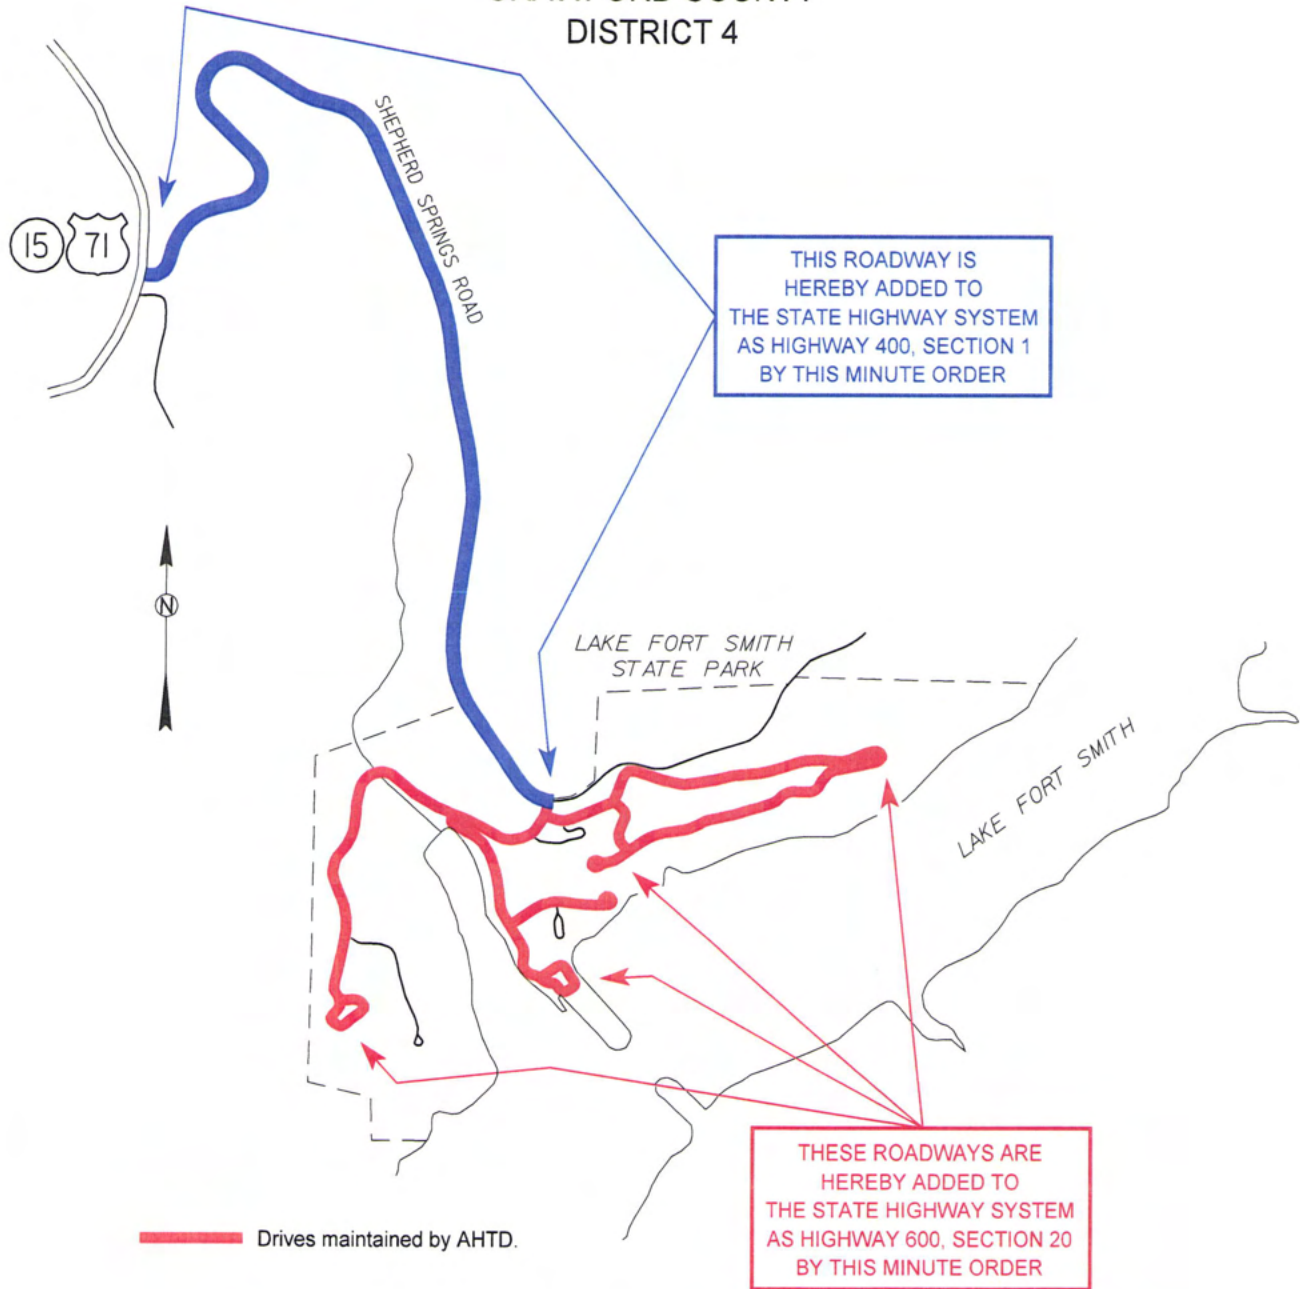 DISTRICT 4
SHEPHERD SPRINGS ROAD
15 71
THIS ROADWAY IS
HEREBY ADDED TO
THE STATE HIGHWAY SYSTEM
AS HIGHWAY 400, SECTION 1
BY THIS MINUTE ORDER
N
LAKE FORT SMITH
STATE PARK
LAKE FORT SMITH
THESE ROADWAYS ARE
HEREBY ADDED TO
THE STATE HIGHWAY SYSTEM
AS HIGHWAY 600, SECTION 20
BY THIS MINUTE ORDER
Drives maintained by AHTD.